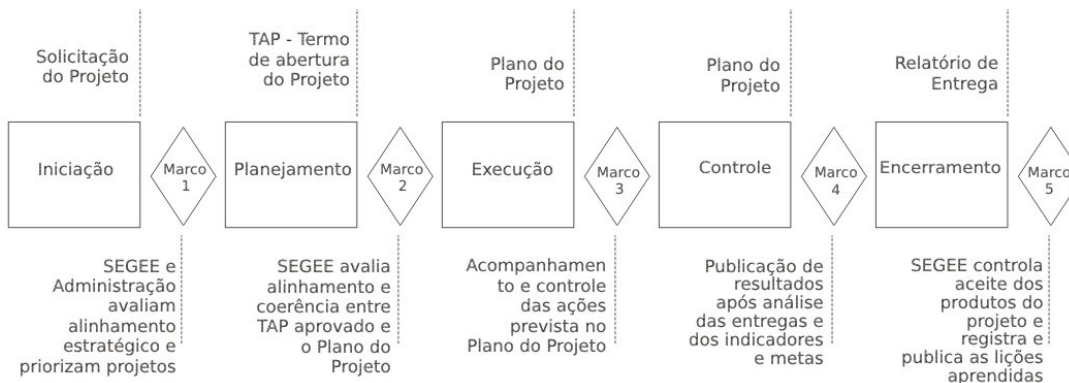 Solicitação
do Projeto
TAP - Termo
de abertura
do Projeto
Plano do
Projeto
Plano do
Projeto
Relatório de
Entrega
Iniciação
Marco
1
Planejamento
Marco
2
Execução
Marco
3
Controle
Marco
4
Encerramento
Marco
5
SEGEE e
Administração
avaliam
alinhamento
estratégico e
priorizam projetos
SEGEE avalia
alinhamento e
coerência entre
TAP aprovado e
o Plano do
Projeto
Acompanhamen
to e controle
das ações
prevista no
Plano do Projeto
Publicação de
resultados
após análise
das entregas e
dos indicadores
e metas
SEGEE controla
aceite dos
produtos do
projeto e
registra e
publica as lições
aprendidas